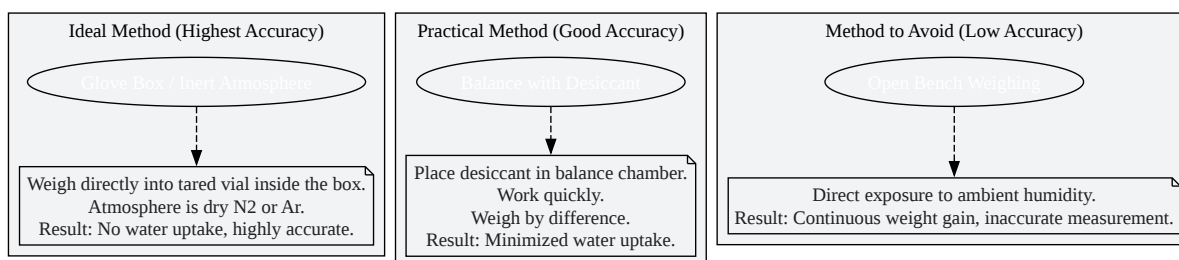 Ideal Method (Highest Accuracy)
Glove Box / Inert Atmosphere
Weigh directly into tared vial inside the box.
Atmosphere is dry N2 or Ar.
Result: No water uptake, highly accurate.
Practical Method (Good Accuracy)
Balance with Desiccant
Place desiccant in balance chamber.
Work quickly.
Weigh by difference.
Result: Minimized water uptake.
Method to Avoid (Low Accuracy)
Open Bench Weighing
Direct exposure to ambient humidity.
Result: Continuous weight gain, inaccurate measurement.